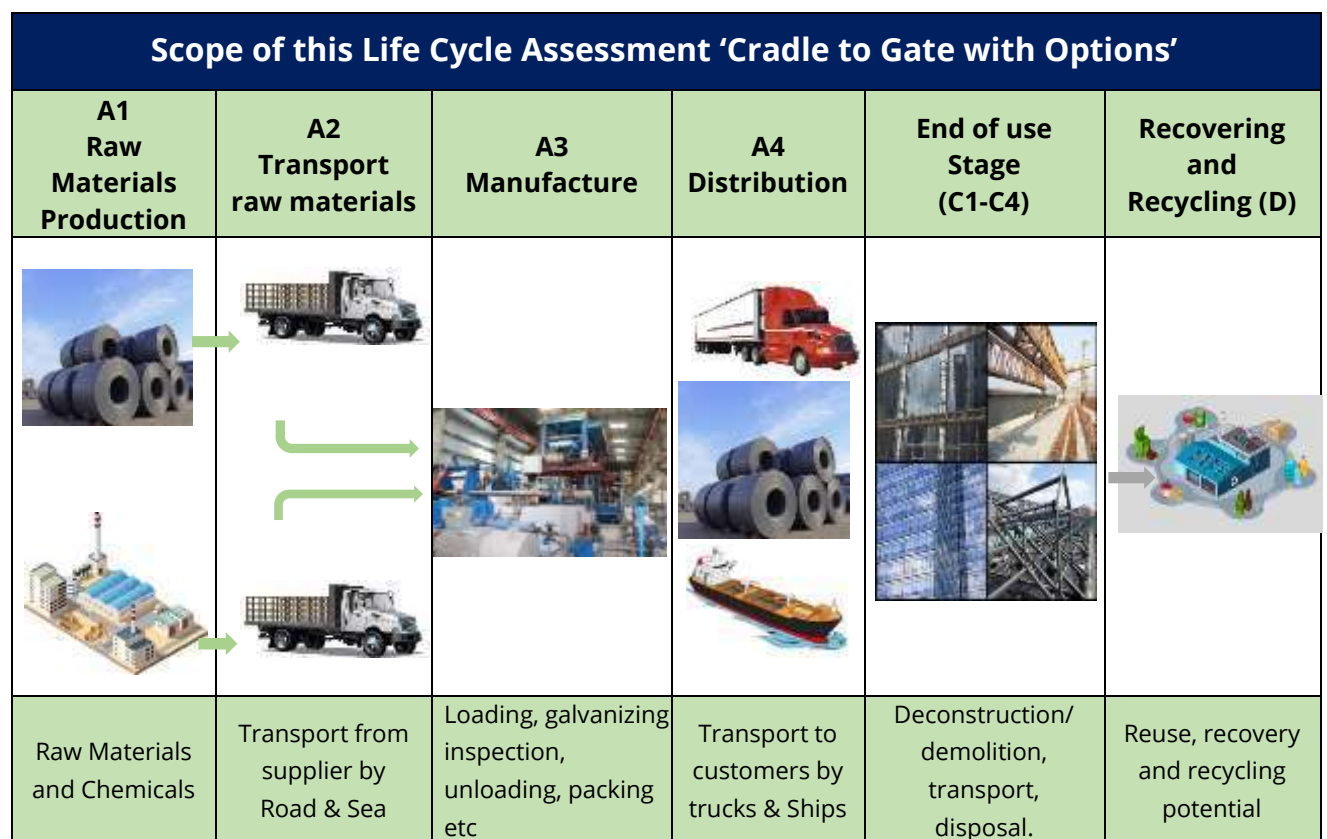 Scope of this Life Cycle Assessment ‘Cradle to Gate with Options’
A1
Raw
Materials
Production
A2
Transport
raw materials
A3
Manufacture
A4
Distribution
End of use
Stage
(C1-C4)
Recovering
and
Recycling (D)
Raw Materials
and Chemicals
Transport from
supplier by
Road & Sea
Loading, galvanizing
inspection,
unloading, packing
etc
Transport to
customers by
trucks & Ships
Deconstruction/
demolition,
transport,
disposal.
Reuse, recovery
and recycling
potential